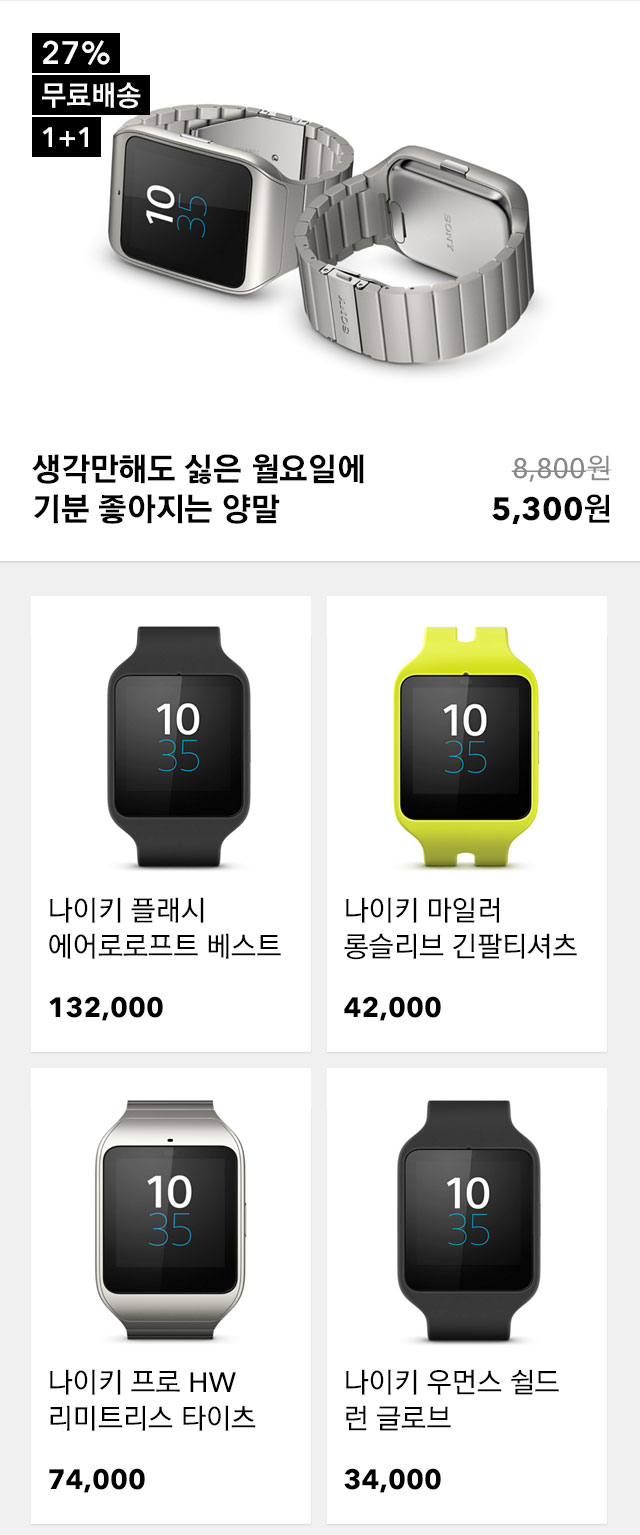 27%
무료배송
1+1
10
35
SONY
SONY
생각만해도 싫은 월요일에
기분 좋아지는 양말
8,800원
5,300원
10
35
나이키 플래시
에어로로프트 베스트
132,000
10
35
나이키 마일러
롱슬리브 긴팔티셔츠
42,000
10
35
나이키 프로 HW
리미트리스 타이츠
74,000
10
35
나이키 우먼스 쉴드
런 글로브
34,000